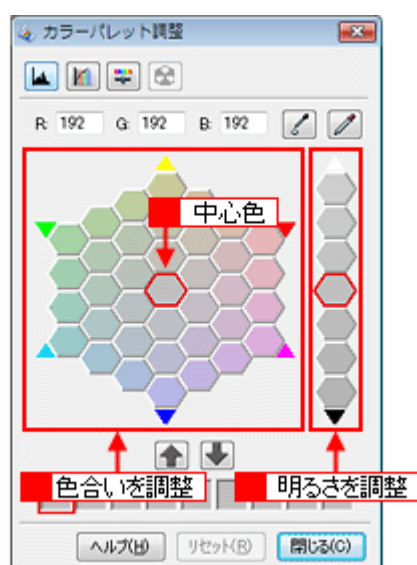 カラーパレット調整
R: 192 G: 192 B: 192
中心色
色合いを調整
明るさを調整
ヘルプ(H) リセット(R) 閉じる(C)